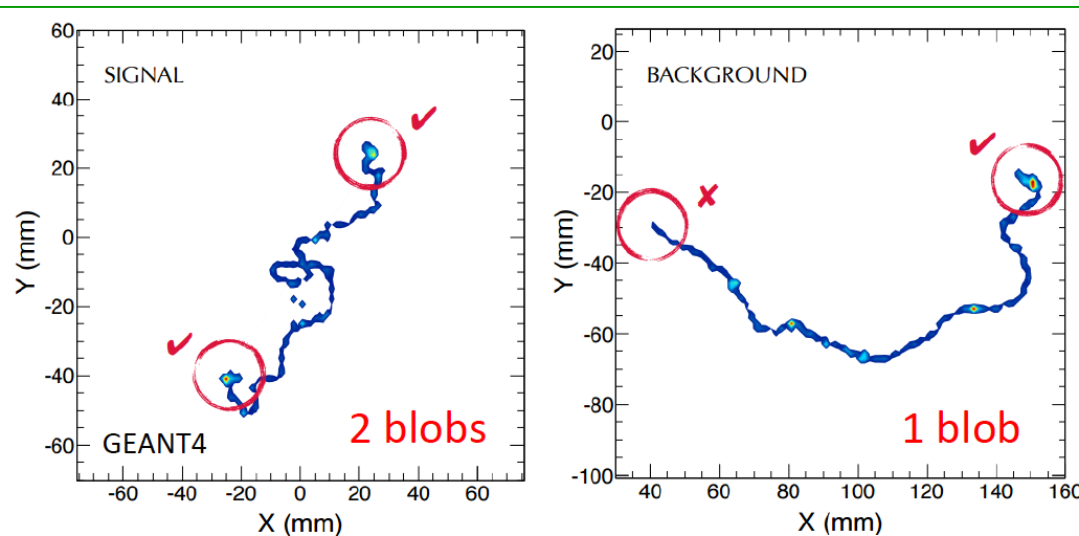 SIGNAL
60
40
20
0
-20
-40
-60
Y (mm)
GEANT4
2 blobs
-60 -40 -20 0 20 40 60
X (mm)
BACKGROUND
20
0
-20
-40
-60
-80
-100
Y (mm)
1 blob
40 60 80 100 120 140 160
X (mm)